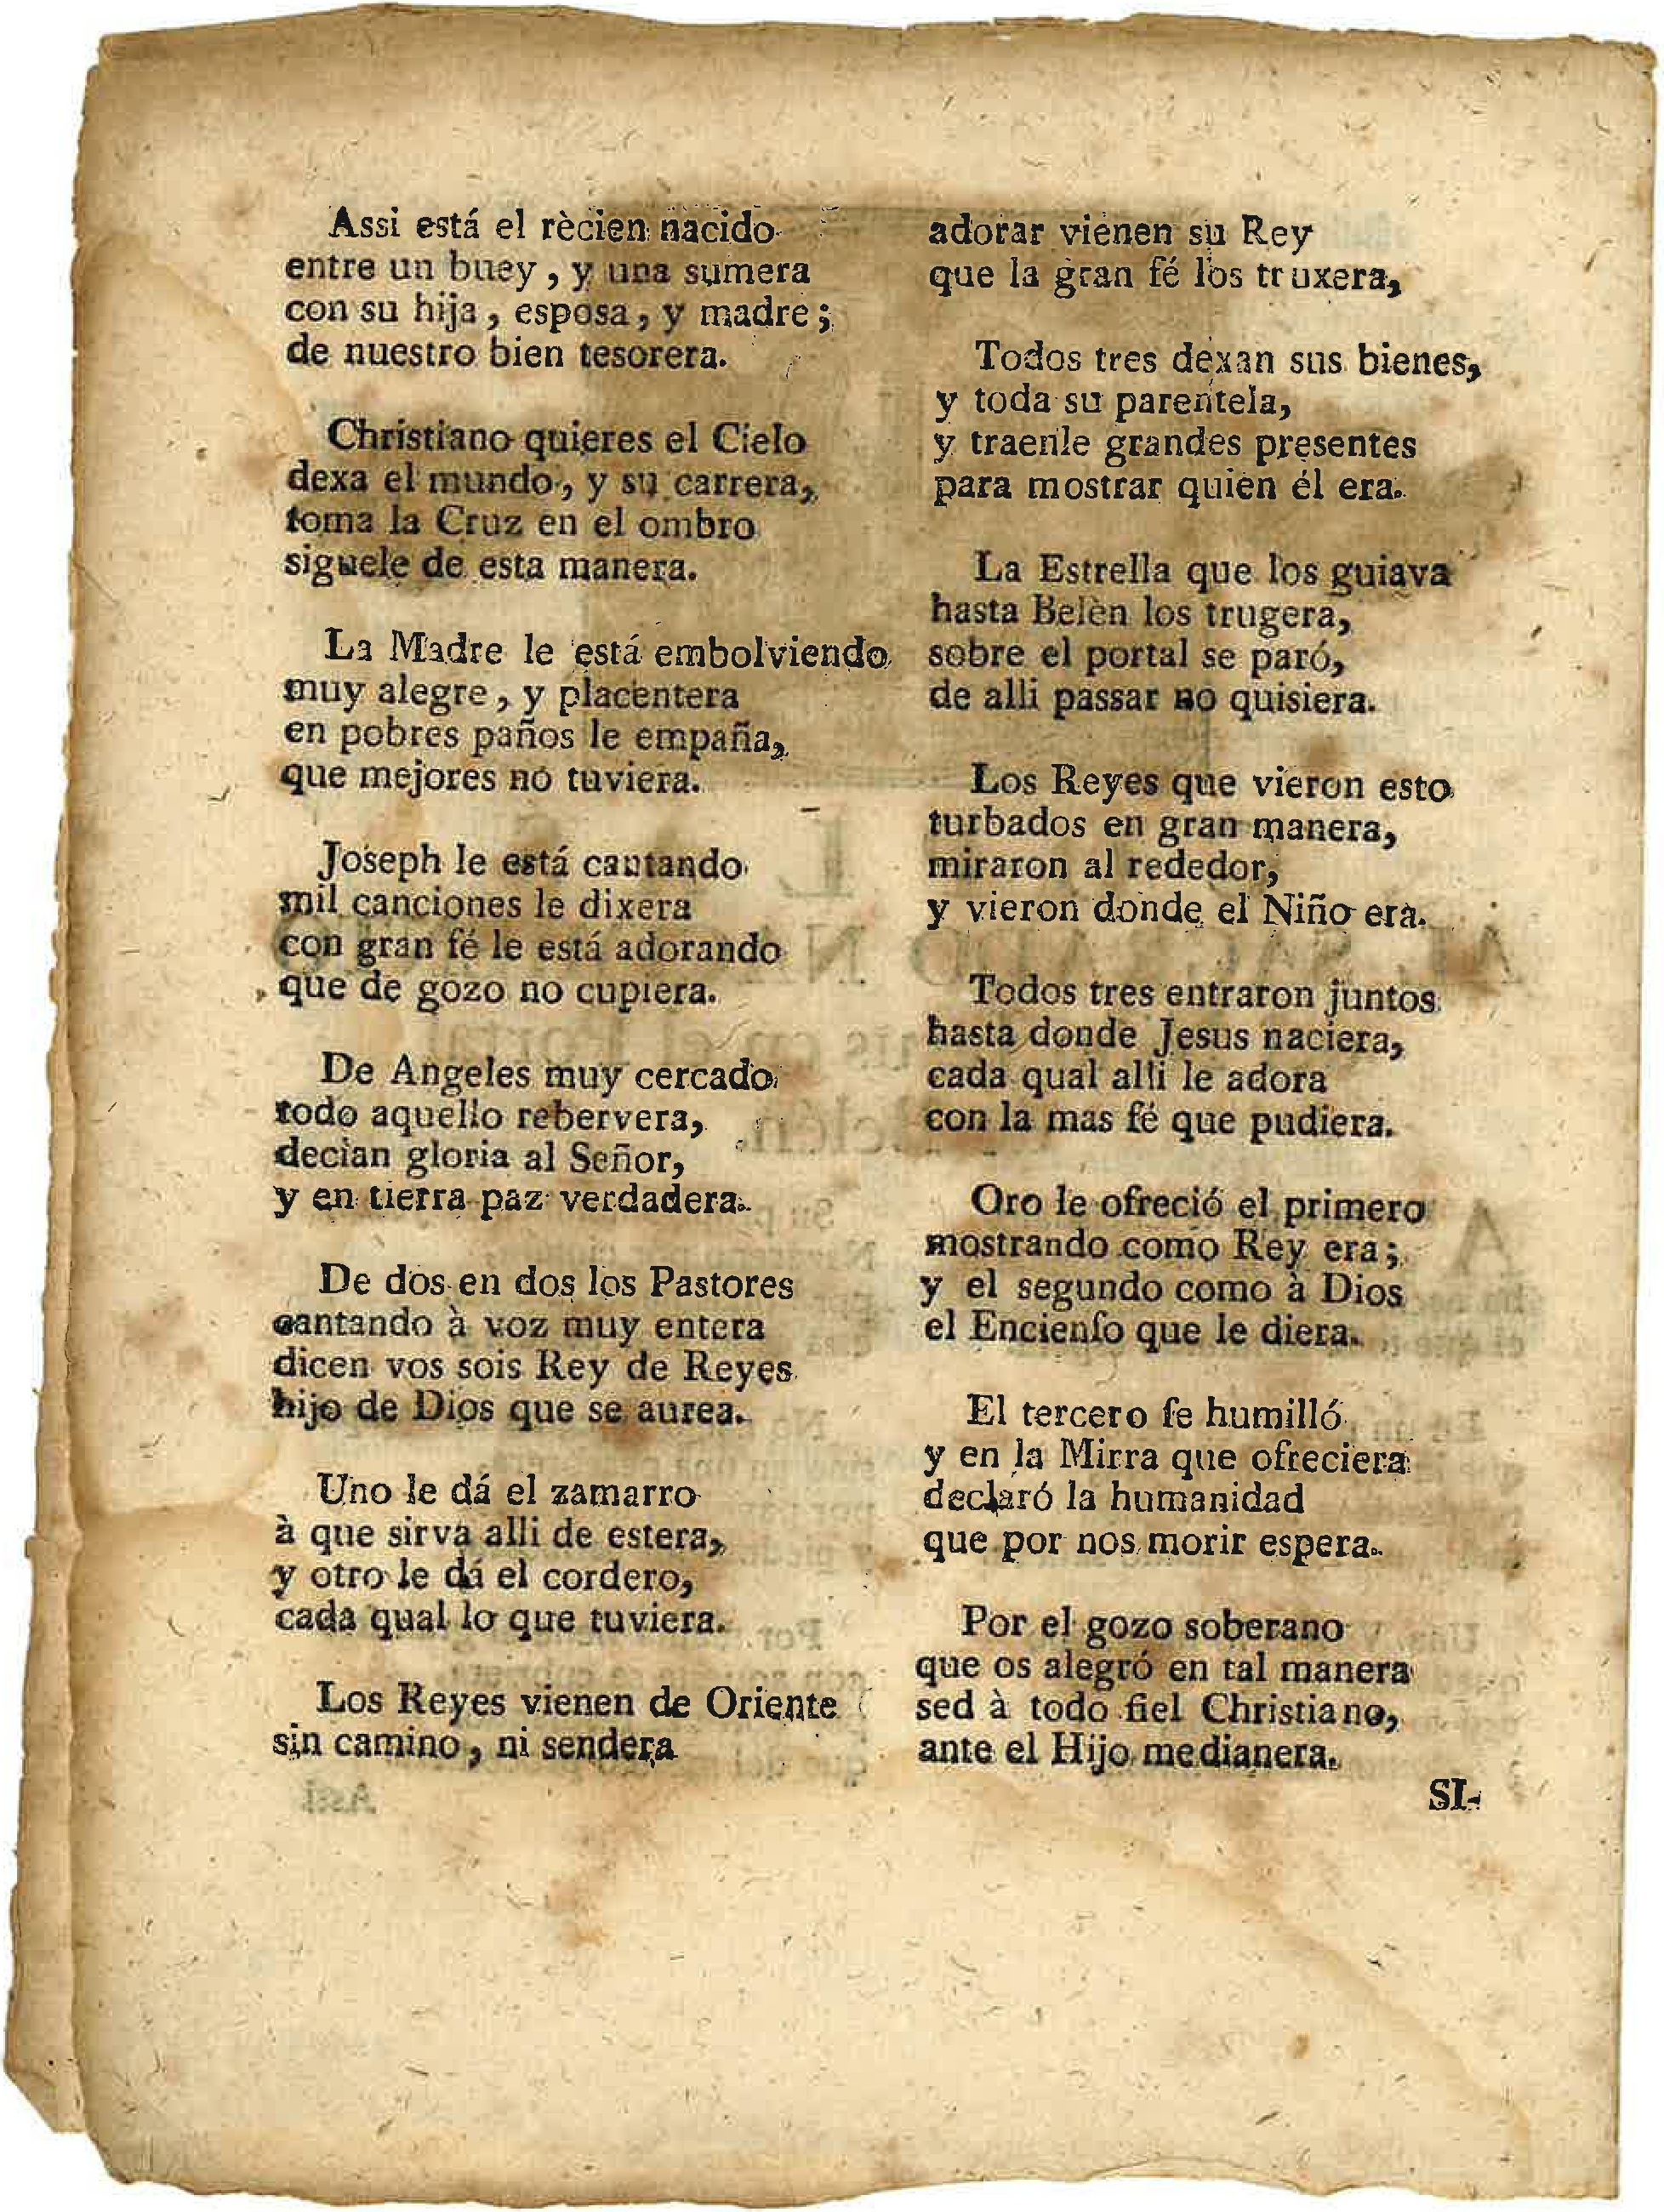 Assi está el rècien nacido
entre un buey, y una sumera
con su hija, esposa, y madre;
de nuestro bien tesorera.
Christiano quieres el Cielo
dexa el mundo, y su carrera,
toma la Cruz en el ombro
siguele de esta manera.
La Madre le está embolviendo
muy alegre, y placentera
en pobres paños le empaña,
que mejores no tuviera.
Joseph le está cantando
mil canciones le dixera
con gran fé le está adorando
que de gozo no cupiera.
De Angeles muy cercado
todo aquello rebervera,
decian gloria al Señor,
y en tierra paz verdadera.
De dos en dos los Pastores
cantando à voz muy entera
dicen vos sois Rey de Reyes
hijo de Dios que se aurea.
Uno le dá el zamarro
à que sirva alli de estera,
y otro le dá el cordero,
cada qual lo que tuviera.
Los Reyes vienen de Oriente
sin camino, ni sendera
adorar vienen su Rey
que la gran fé los truxera,
Todos tres dexan sus bienes,
y toda su parentela,
y traenle grandes presentes
para mostrar quien él era.
La Estrella que los guiava
hasta Belèn los trugera,
sobre el portal se paró,
de alli passar no quisiera.
Los Reyes que vieron esto
turbados en gran manera,
miraron al rededor,
y vieron donde el Niño era.
Todos tres entraron juntos
hasta donde Jesus naciera,
cada qual alli le adora
con la mas fé que pudiera.
Oro le ofreció el primero
mostrando como Rey era;
y el segundo como à Dios
el Encienſo que le diera.
El tercero ſe humilló
y en la Mirra que ofreciera
declaró la humanidad
que por nos morir espera.
Por el gozo soberano
que os alegró en tal manera
sed à todo fiel Christiano,
ante el Hijo medianera.
SI-